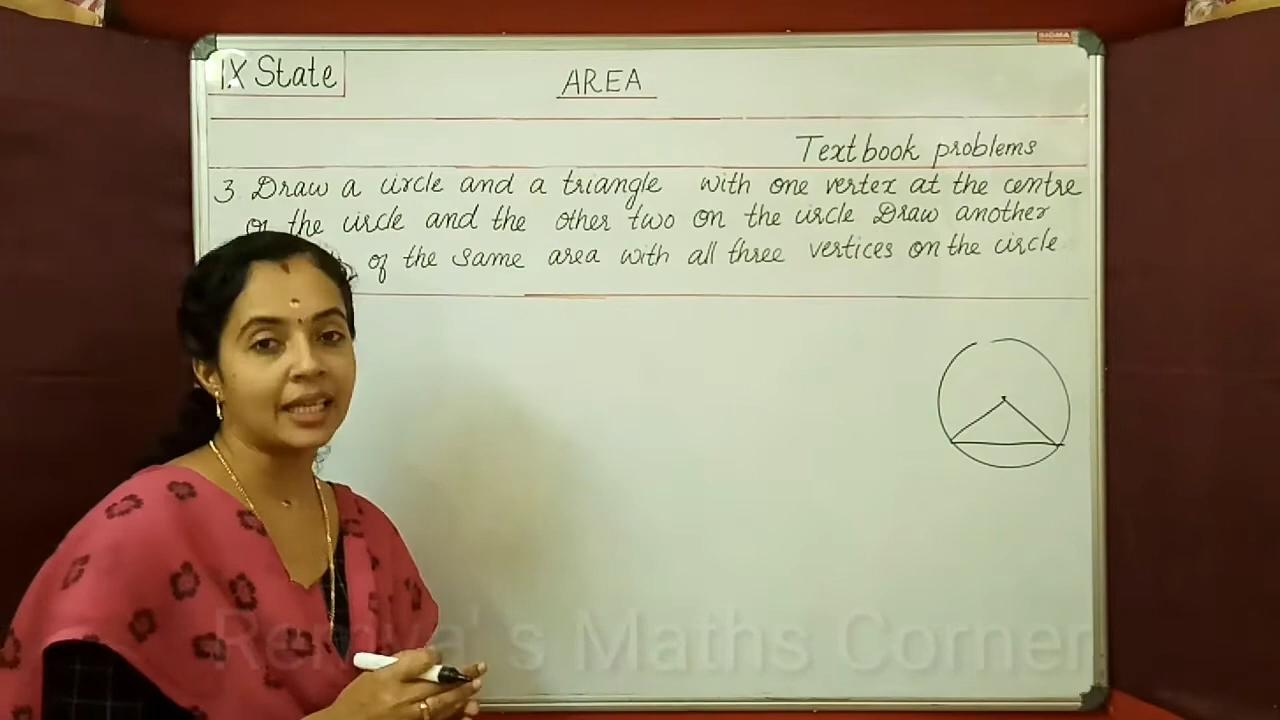 SIGMA
IX State
AREA
Textbook problems
3. Draw a circle and a triangle with one vertex at the centre
of the circle and the other two on the circle Draw another
of the same area with all three vertices on the circle
Remya's Maths Corner